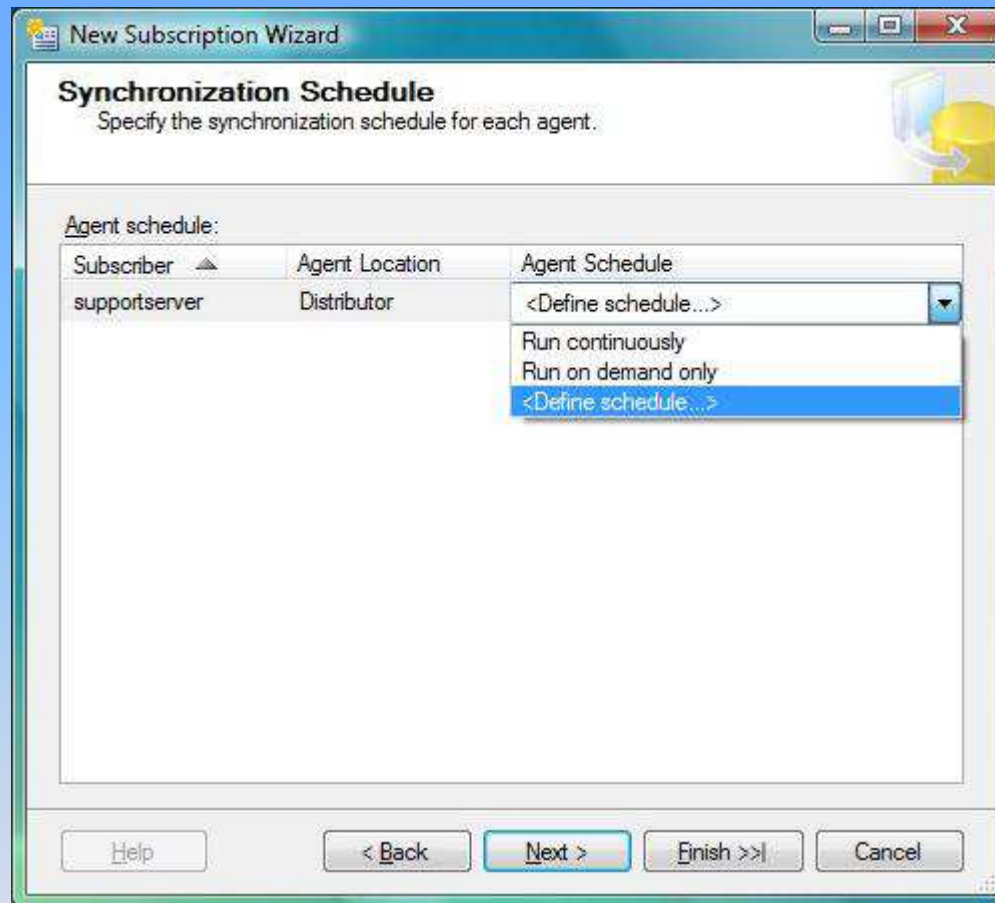 New Subscription Wizard
Synchronization Schedule
Specify the synchronization schedule for each agent.
Agent schedule:
Subscriber Agent Location Agent Schedule
supportserver Distributor <Define schedule...>
Run continuously
Run on demand only
<Define schedule...>
Help < Back Next > Finish >>| Cancel